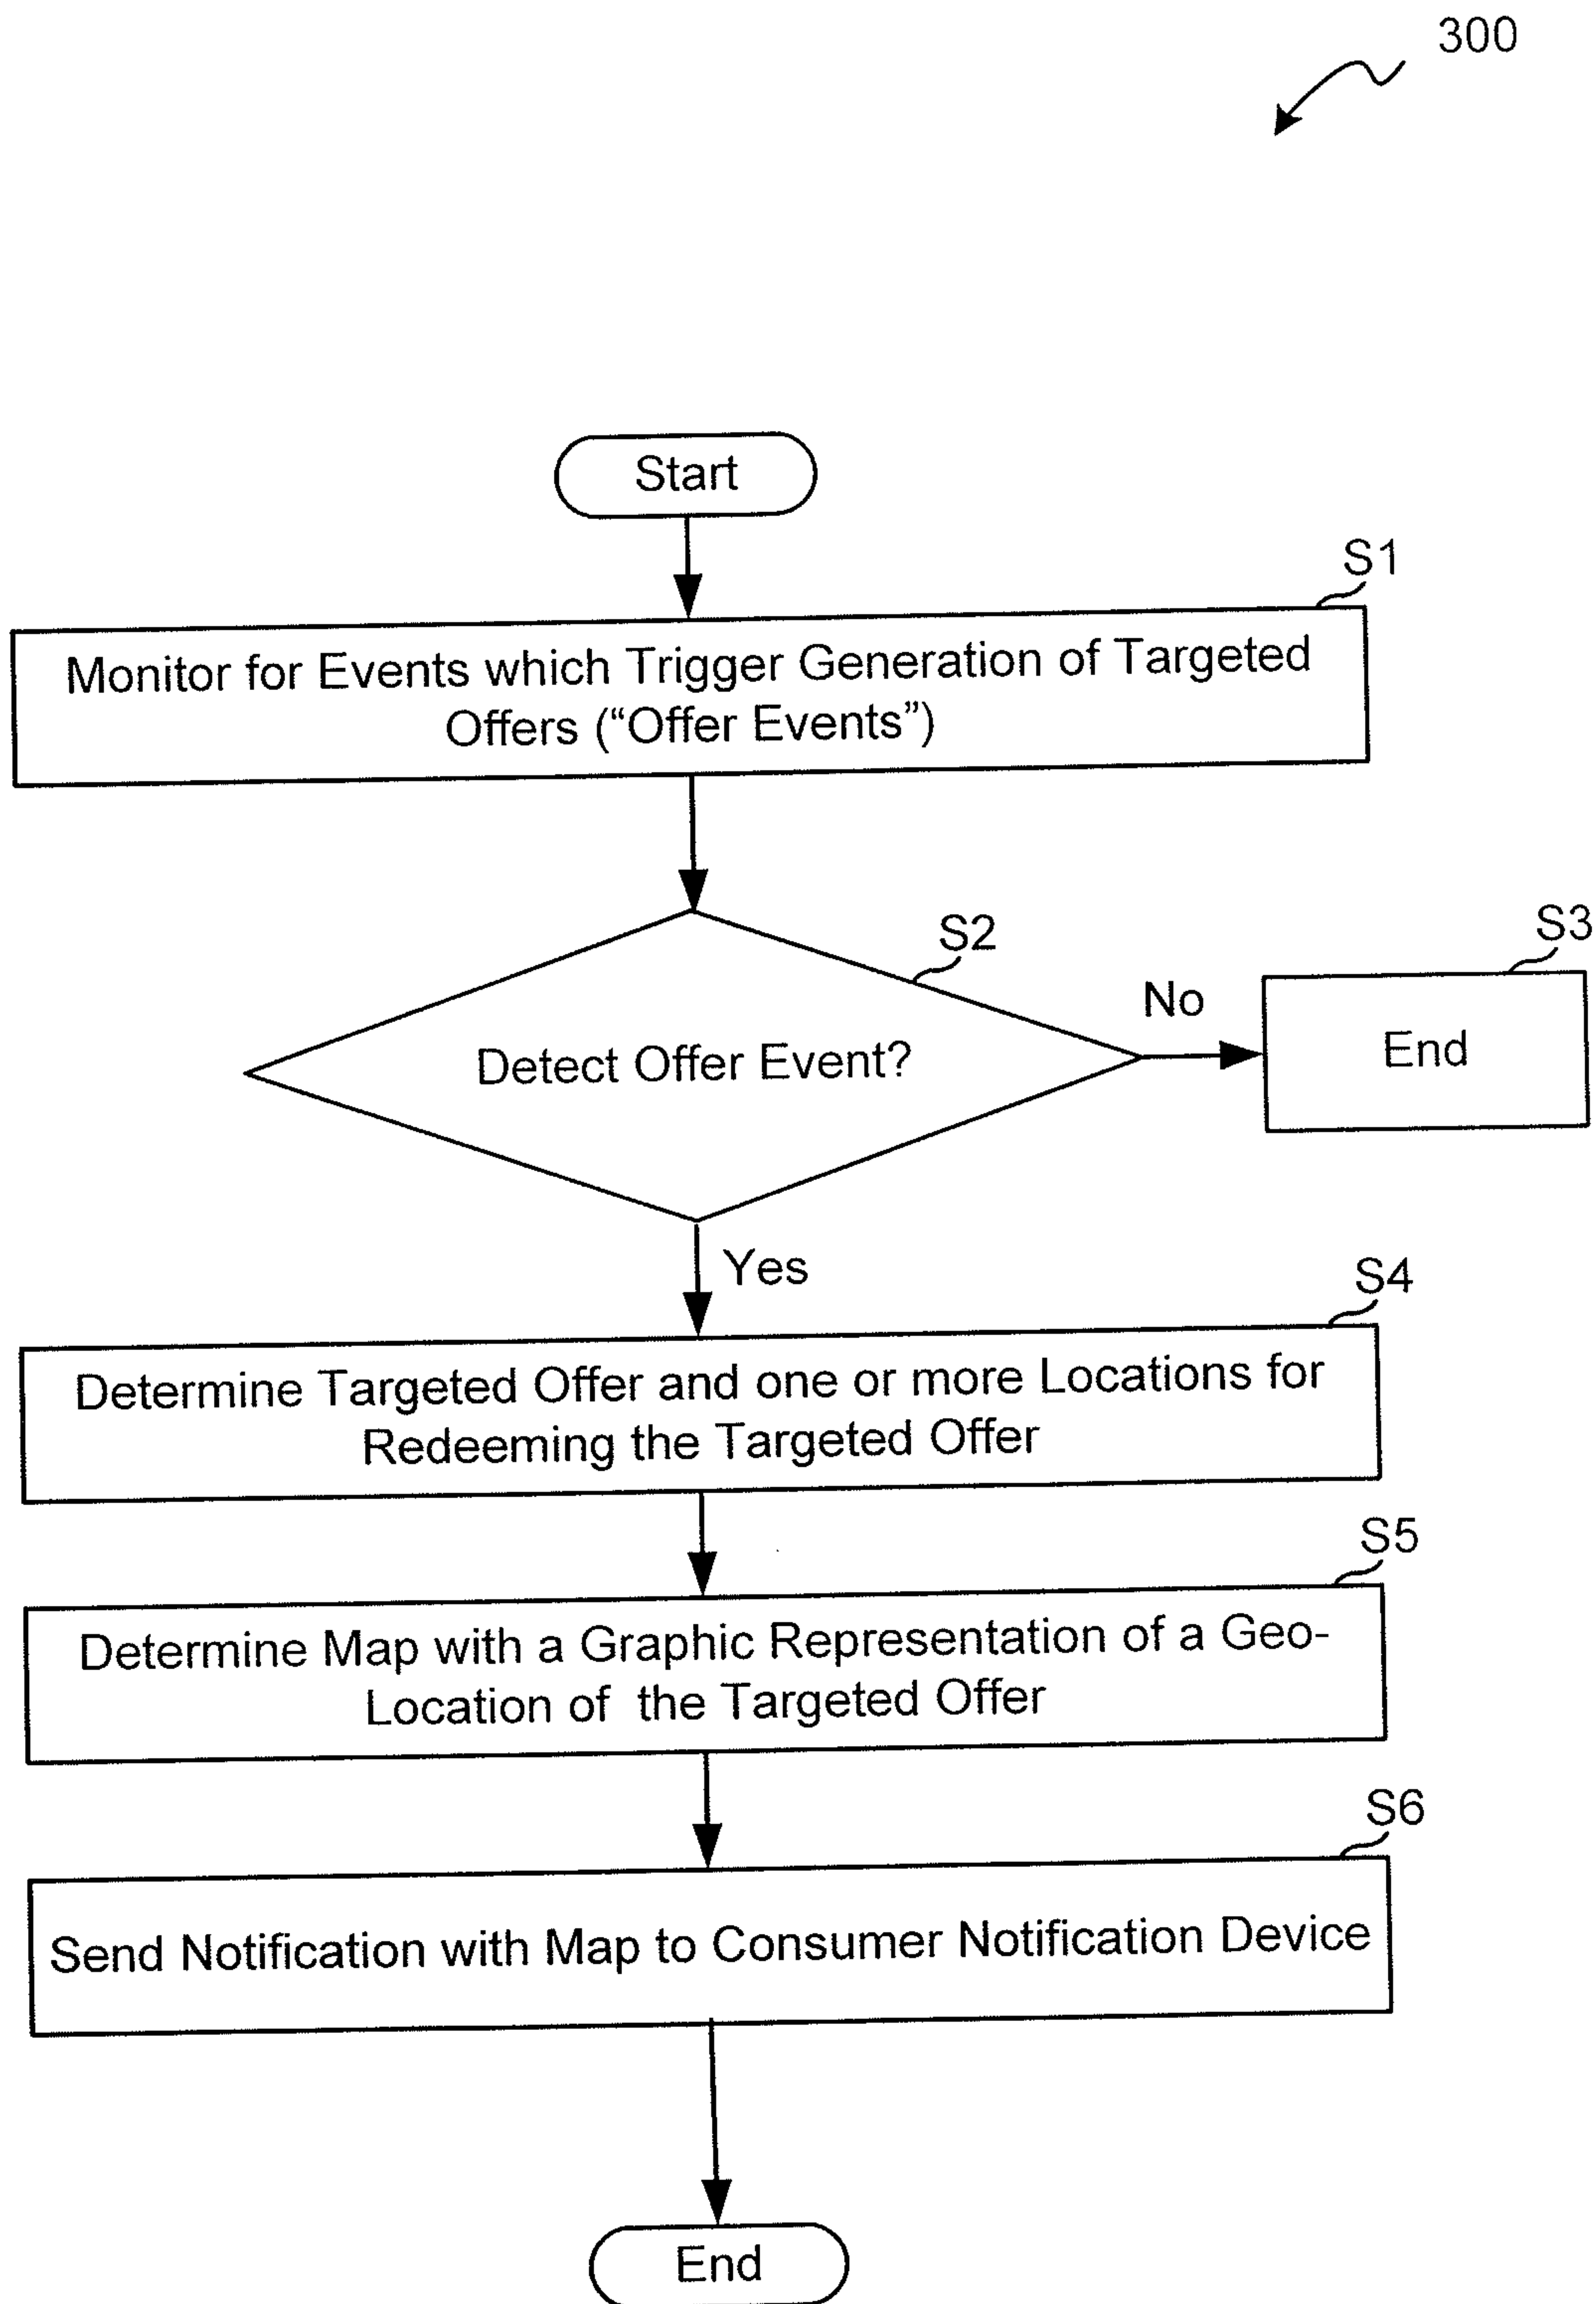 300
Start
S1
Monitor for Events which Trigger Generation of Targeted
Offers (“Offer Events”)
S2
Detect Offer Event?
No
S3
End
Yes
S4
Determine Targeted Offer and one or more Locations for
Redeeming the Targeted Offer
S5
Determine Map with a Graphic Representation of a Geo-
Location of the Targeted Offer
S6
Send Notification with Map to Consumer Notification Device
End